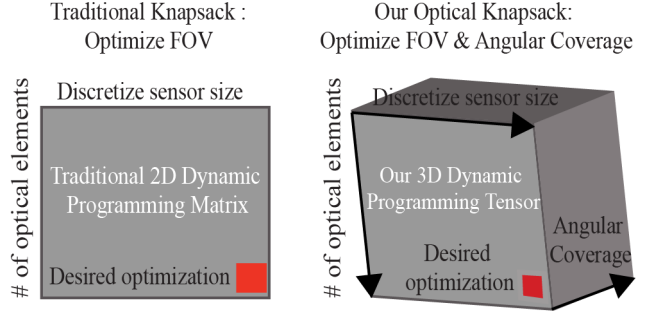 Traditional Knapsack :
Optimize FOV
# of optical elements
Discretize sensor size
Traditional 2D Dynamic
Programming Matrix
Desired optimization
Our Optical Knapsack:
Optimize FOV & Angular Coverage
# of optical elements
Discretize sensor size
Our 3D Dynamic
Programming Tensor
Desired
optimization
Angular
Coverage